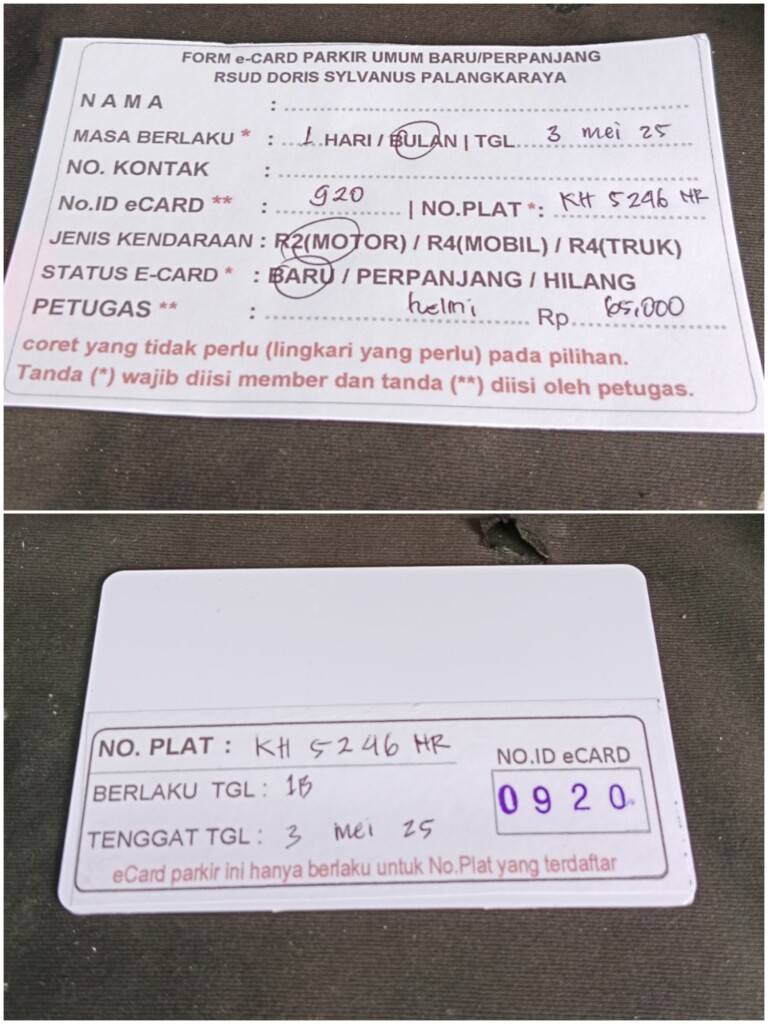 FORM e-CARD PARKIR UMUM BARU/PERPANJANG
RSUD DORIS SYLVANUS PALANGKARAYA
NAMA :
MASA BERLAKU * : 1 HARI / BULAN | TGL 3 mei 25
NO. KONTAK :
No.ID eCARD ** : 920 | NO.PLAT *: KH 5246 HR
JENIS KENDARAAN : R2(MOTOR) / R4(MOBIL) / R4(TRUK)
STATUS E-CARD * : BARU / PERPANJANG / HILANG
PETUGAS ** : helmi Rp 65,000
coret yang tidak perlu (lingkari yang perlu) pada pilihan.
Tanda (*) wajib diisi member dan tanda (**) diisi oleh petugas.
NO. PLAT : KH 5246 HR
NO.ID eCARD
BERLAKU TGL : 1B
0920
TENGGAT TGL : 3 mei 25
eCard parkir ini hanya berlaku untuk No.Plat yang terdaftar